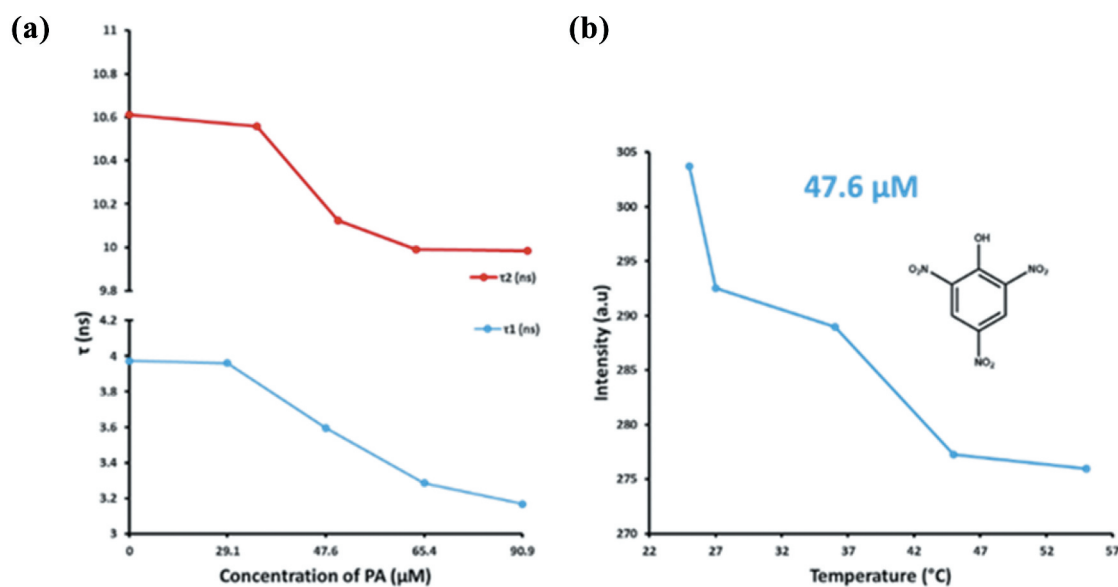 (a)
τ (ns)
11
10.8
10.6
10.4
10.2
10
9.8
τ2 (ns)
4.2
4
3.8
3.6
3.4
3.2
3
τ1 (ns)
0 29.1 47.6 65.4 90.9
Concentration of PA (µM)
(b)
Intensity (a.u)
305
300
295
290
285
280
275
270
47.6 µM
OH
O₂N NO₂
NO₂
22 27 32 37 42 47 52 57
Temperature (°C)